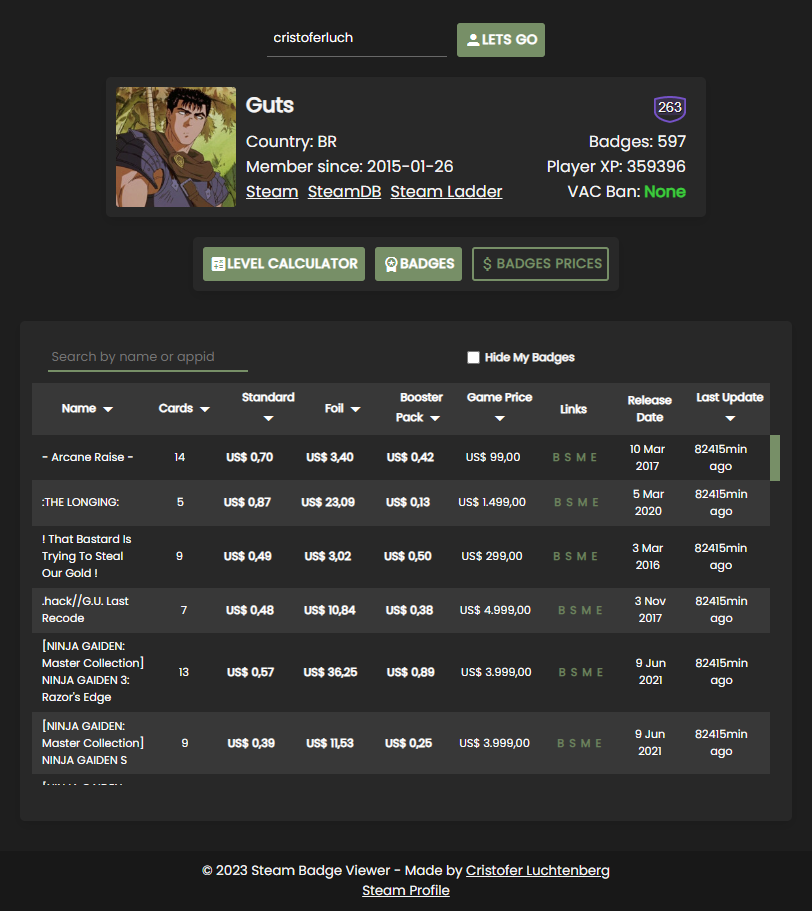 cristoferluch
LETS GO
Guts
263
Country: BR
Badges: 597
Member since: 2015-01-26
Player XP: 359396
Steam SteamDB Steam Ladder
VAC Ban: None
LEVEL CALCULATOR
BADGES
$ BADGES PRICES
Search by name or appid
Hide My Badges
Name Cards Standard Foil Booster Pack Game Price Links Release Date Last Update
- Arcane Raise - 14 US$ 0,70 US$ 3,40 US$ 0,42 US$ 99,00 B S M E 10 Mar 2017 82415min ago
:THE LONGING: 5 US$ 0,87 US$ 23,09 US$ 0,13 US$ 1.499,00 B S M E 5 Mar 2020 82415min ago
! That Bastard Is Trying To Steal Our Gold ! 9 US$ 0,49 US$ 3,02 US$ 0,50 US$ 299,00 B S M E 3 Mar 2016 82415min ago
.hack//G.U. Last Recode 7 US$ 0,48 US$ 10,84 US$ 0,38 US$ 4.999,00 B S M E 3 Nov 2017 82415min ago
[NINJA GAIDEN: Master Collection] NINJA GAIDEN 3: Razor's Edge 13 US$ 0,57 US$ 36,25 US$ 0,89 US$ 3.999,00 B S M E 9 Jun 2021 82415min ago
[NINJA GAIDEN: Master Collection] NINJA GAIDEN S 9 US$ 0,39 US$ 11,53 US$ 0,25 US$ 3.999,00 B S M E 9 Jun 2021 82415min ago
© 2023 Steam Badge Viewer - Made by Cristofer Luchtenberg
Steam Profile